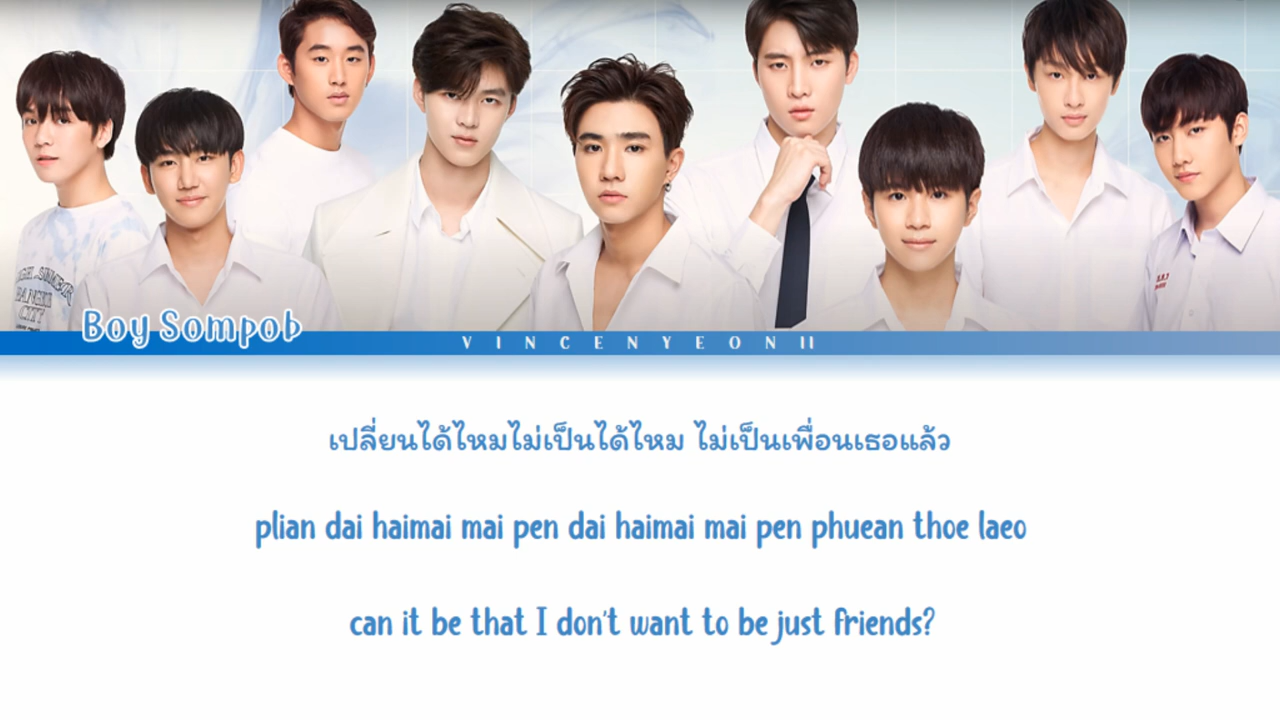 Boy Sompob
VINCENYEON II
เปลี่ยนได้ไหมไม่เป็นได้ไหม ไม่เป็นเพื่อนเธอแล้ว
plian dai haimai mai pen dai haimai mai pen phuean thoe laeo
can it be that I don't want to be just friends?